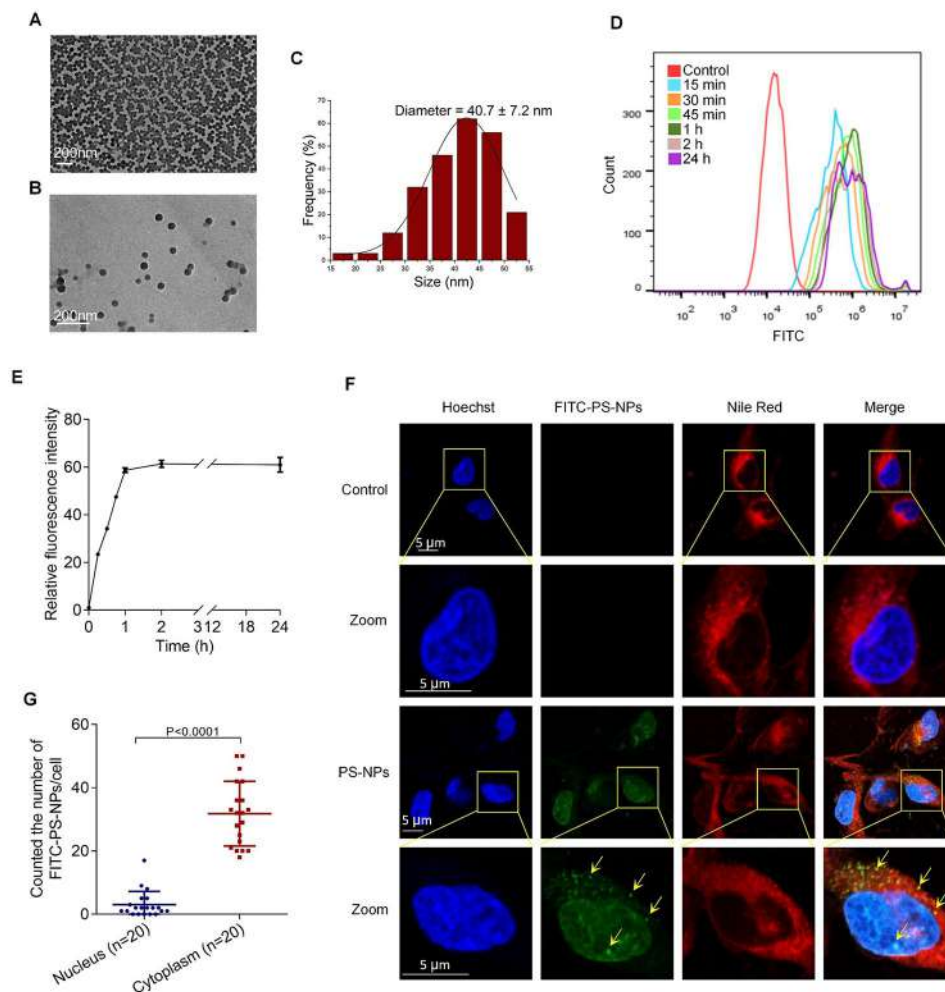 A
200nm
B
200nm
C
Diameter = 40.7 ± 7.2 nm
Frequency (%)
70
60
50
40
30
20
10
0
15 20 25 30 35 40 45 50 55
Size (nm)
D
Control
15 min
30 min
45 min
1 h
2 h
24 h
Count
300
200
100
0
10² 10³ 10⁴ 10⁵ 10⁶ 10⁷
FITC
E
Relative fluorescence intensity
80
60
40
20
0
0 1 2 3 12 18 24
Time (h)
F
Hoechst FITC-PS-NPs Nile Red Merge
Control
5 µm
Zoom
5 µm
PS-NPs
5 µm
Zoom
5 µm
G
Counted the number of
FITC-PS-NPs/cell
P<0.0001
60
40
20
0
Nucleus (n=20)
Cytoplasm (n=20)